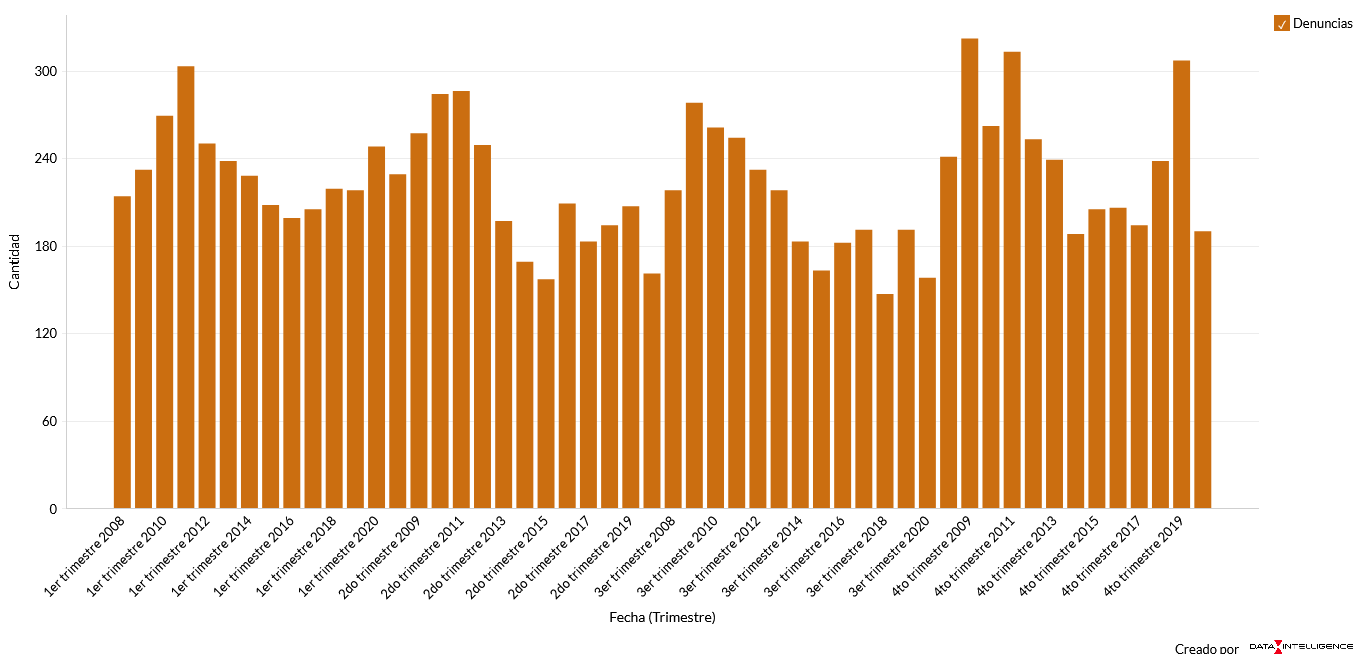 Denuncias
300
240
180
120
60
0
Cantidad
1er trimestre 2008
1er trimestre 2010
1er trimestre 2012
1er trimestre 2014
1er trimestre 2016
1er trimestre 2018
1er trimestre 2020
2do trimestre 2009
2do trimestre 2011
2do trimestre 2013
2do trimestre 2015
2do trimestre 2017
2do trimestre 2019
3er trimestre 2008
3er trimestre 2010
3er trimestre 2012
3er trimestre 2014
3er trimestre 2016
3er trimestre 2018
3er trimestre 2020
4to trimestre 2009
4to trimestre 2011
4to trimestre 2013
4to trimestre 2015
4to trimestre 2017
4to trimestre 2019
Fecha (Trimestre)
Creado por DATA INTELLIGENCE